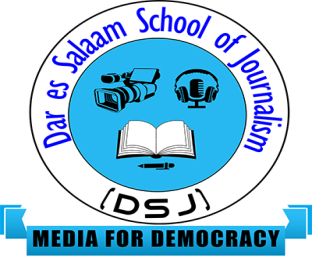 Dar es Salaam School of Journalism
(DSJ)
MEDIA FOR DEMOCRACY